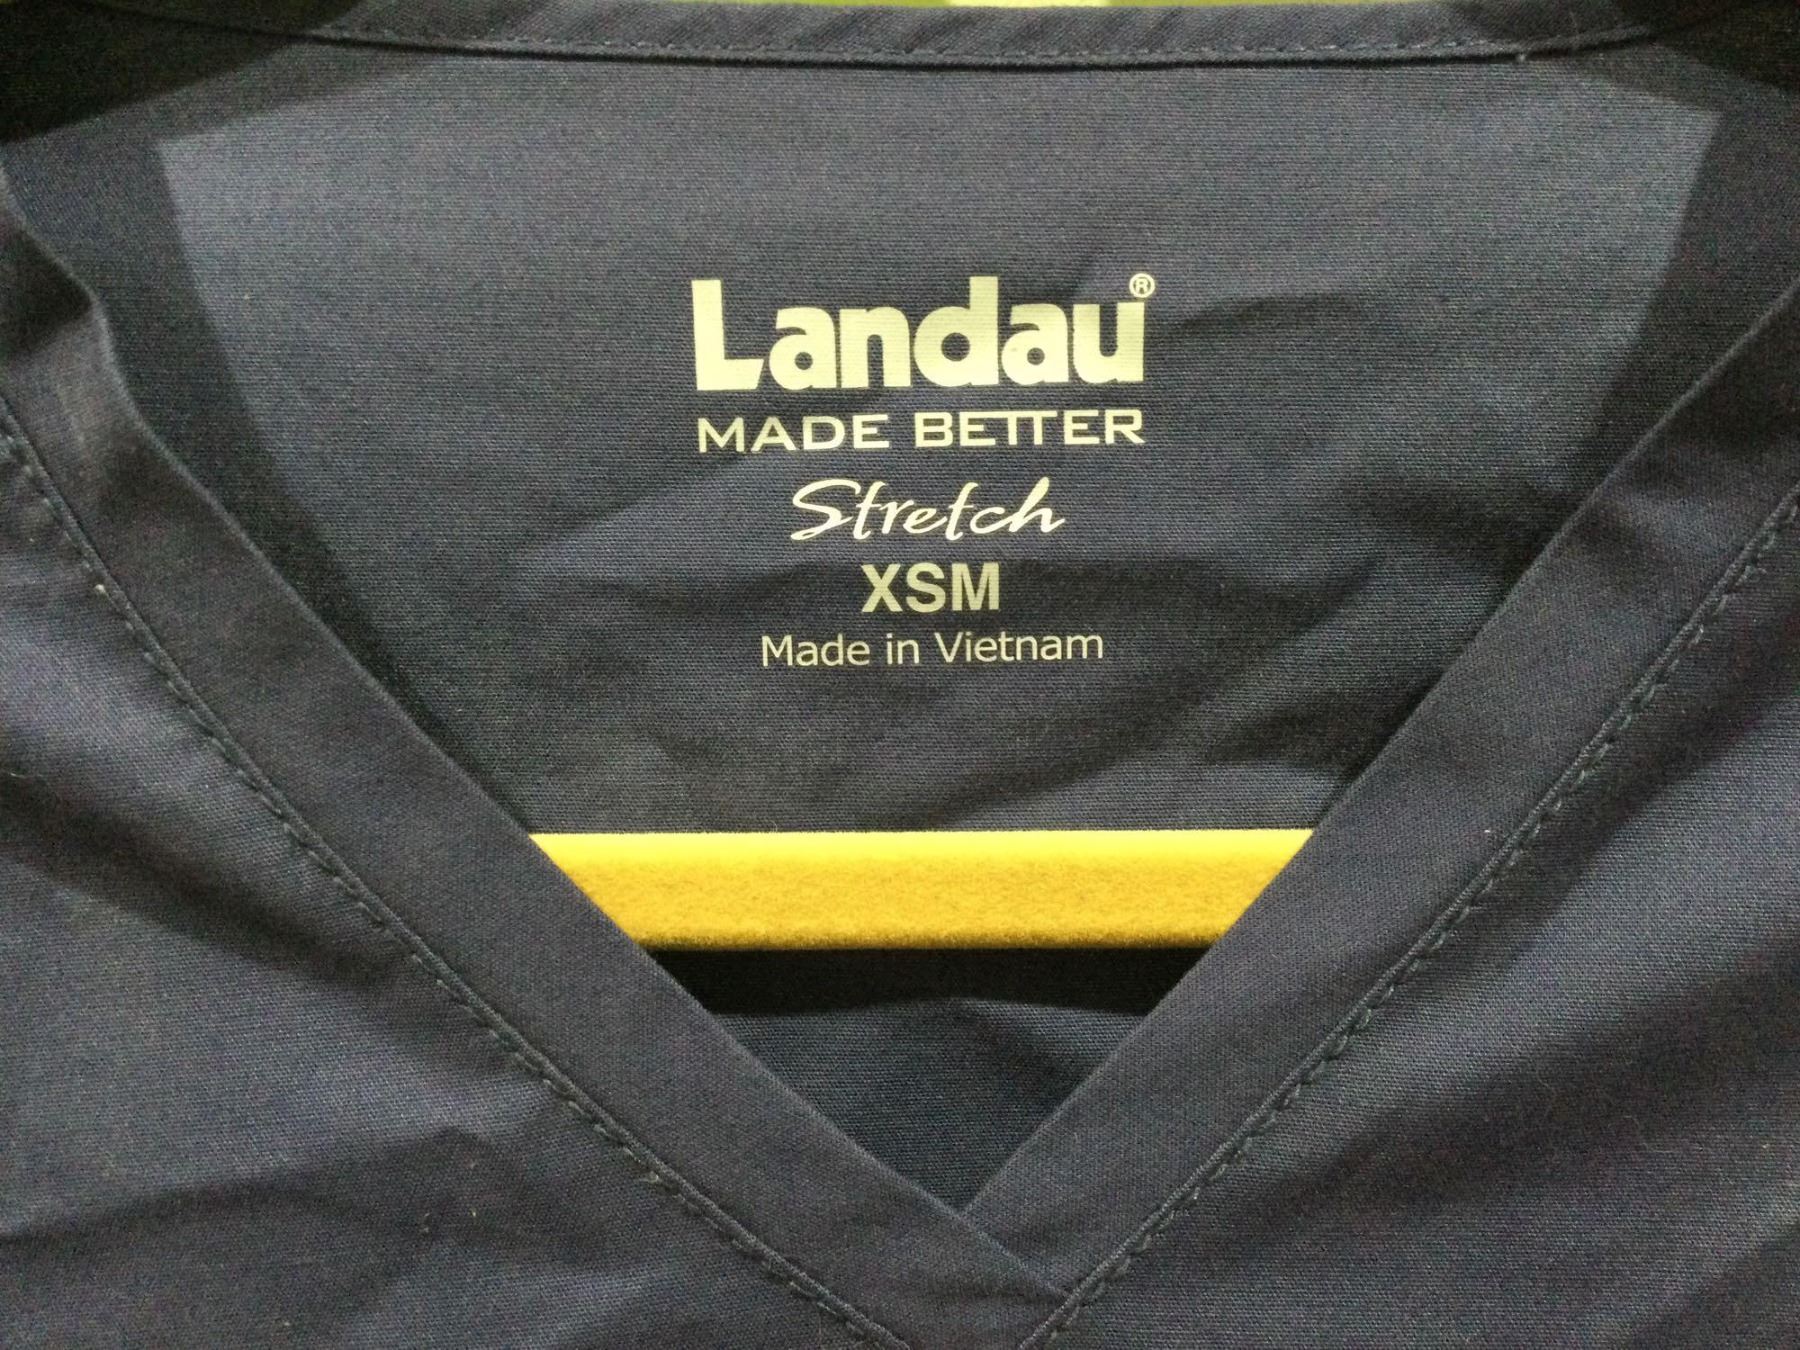 Landau®
MADE BETTER
Stretch
XSM
Made in Vietnam